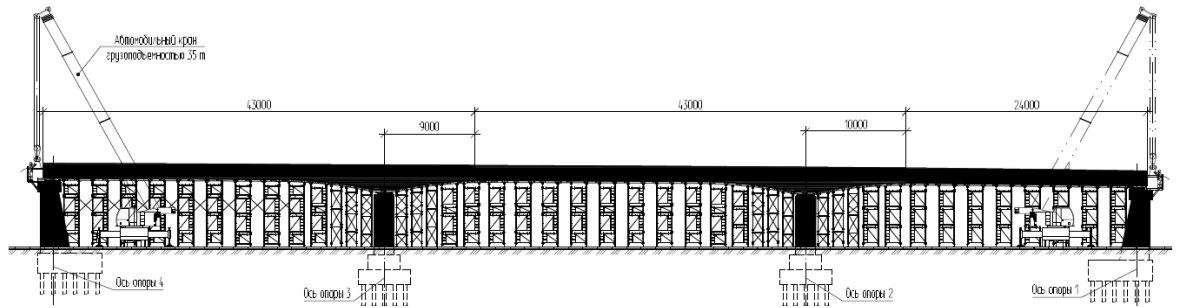 Автомобильный кран
грузоподъемностью 35 т
43000
43000
24000
9000
10000
Ось опоры 4
Ось опоры 3
Ось опоры 2
Ось опоры 1